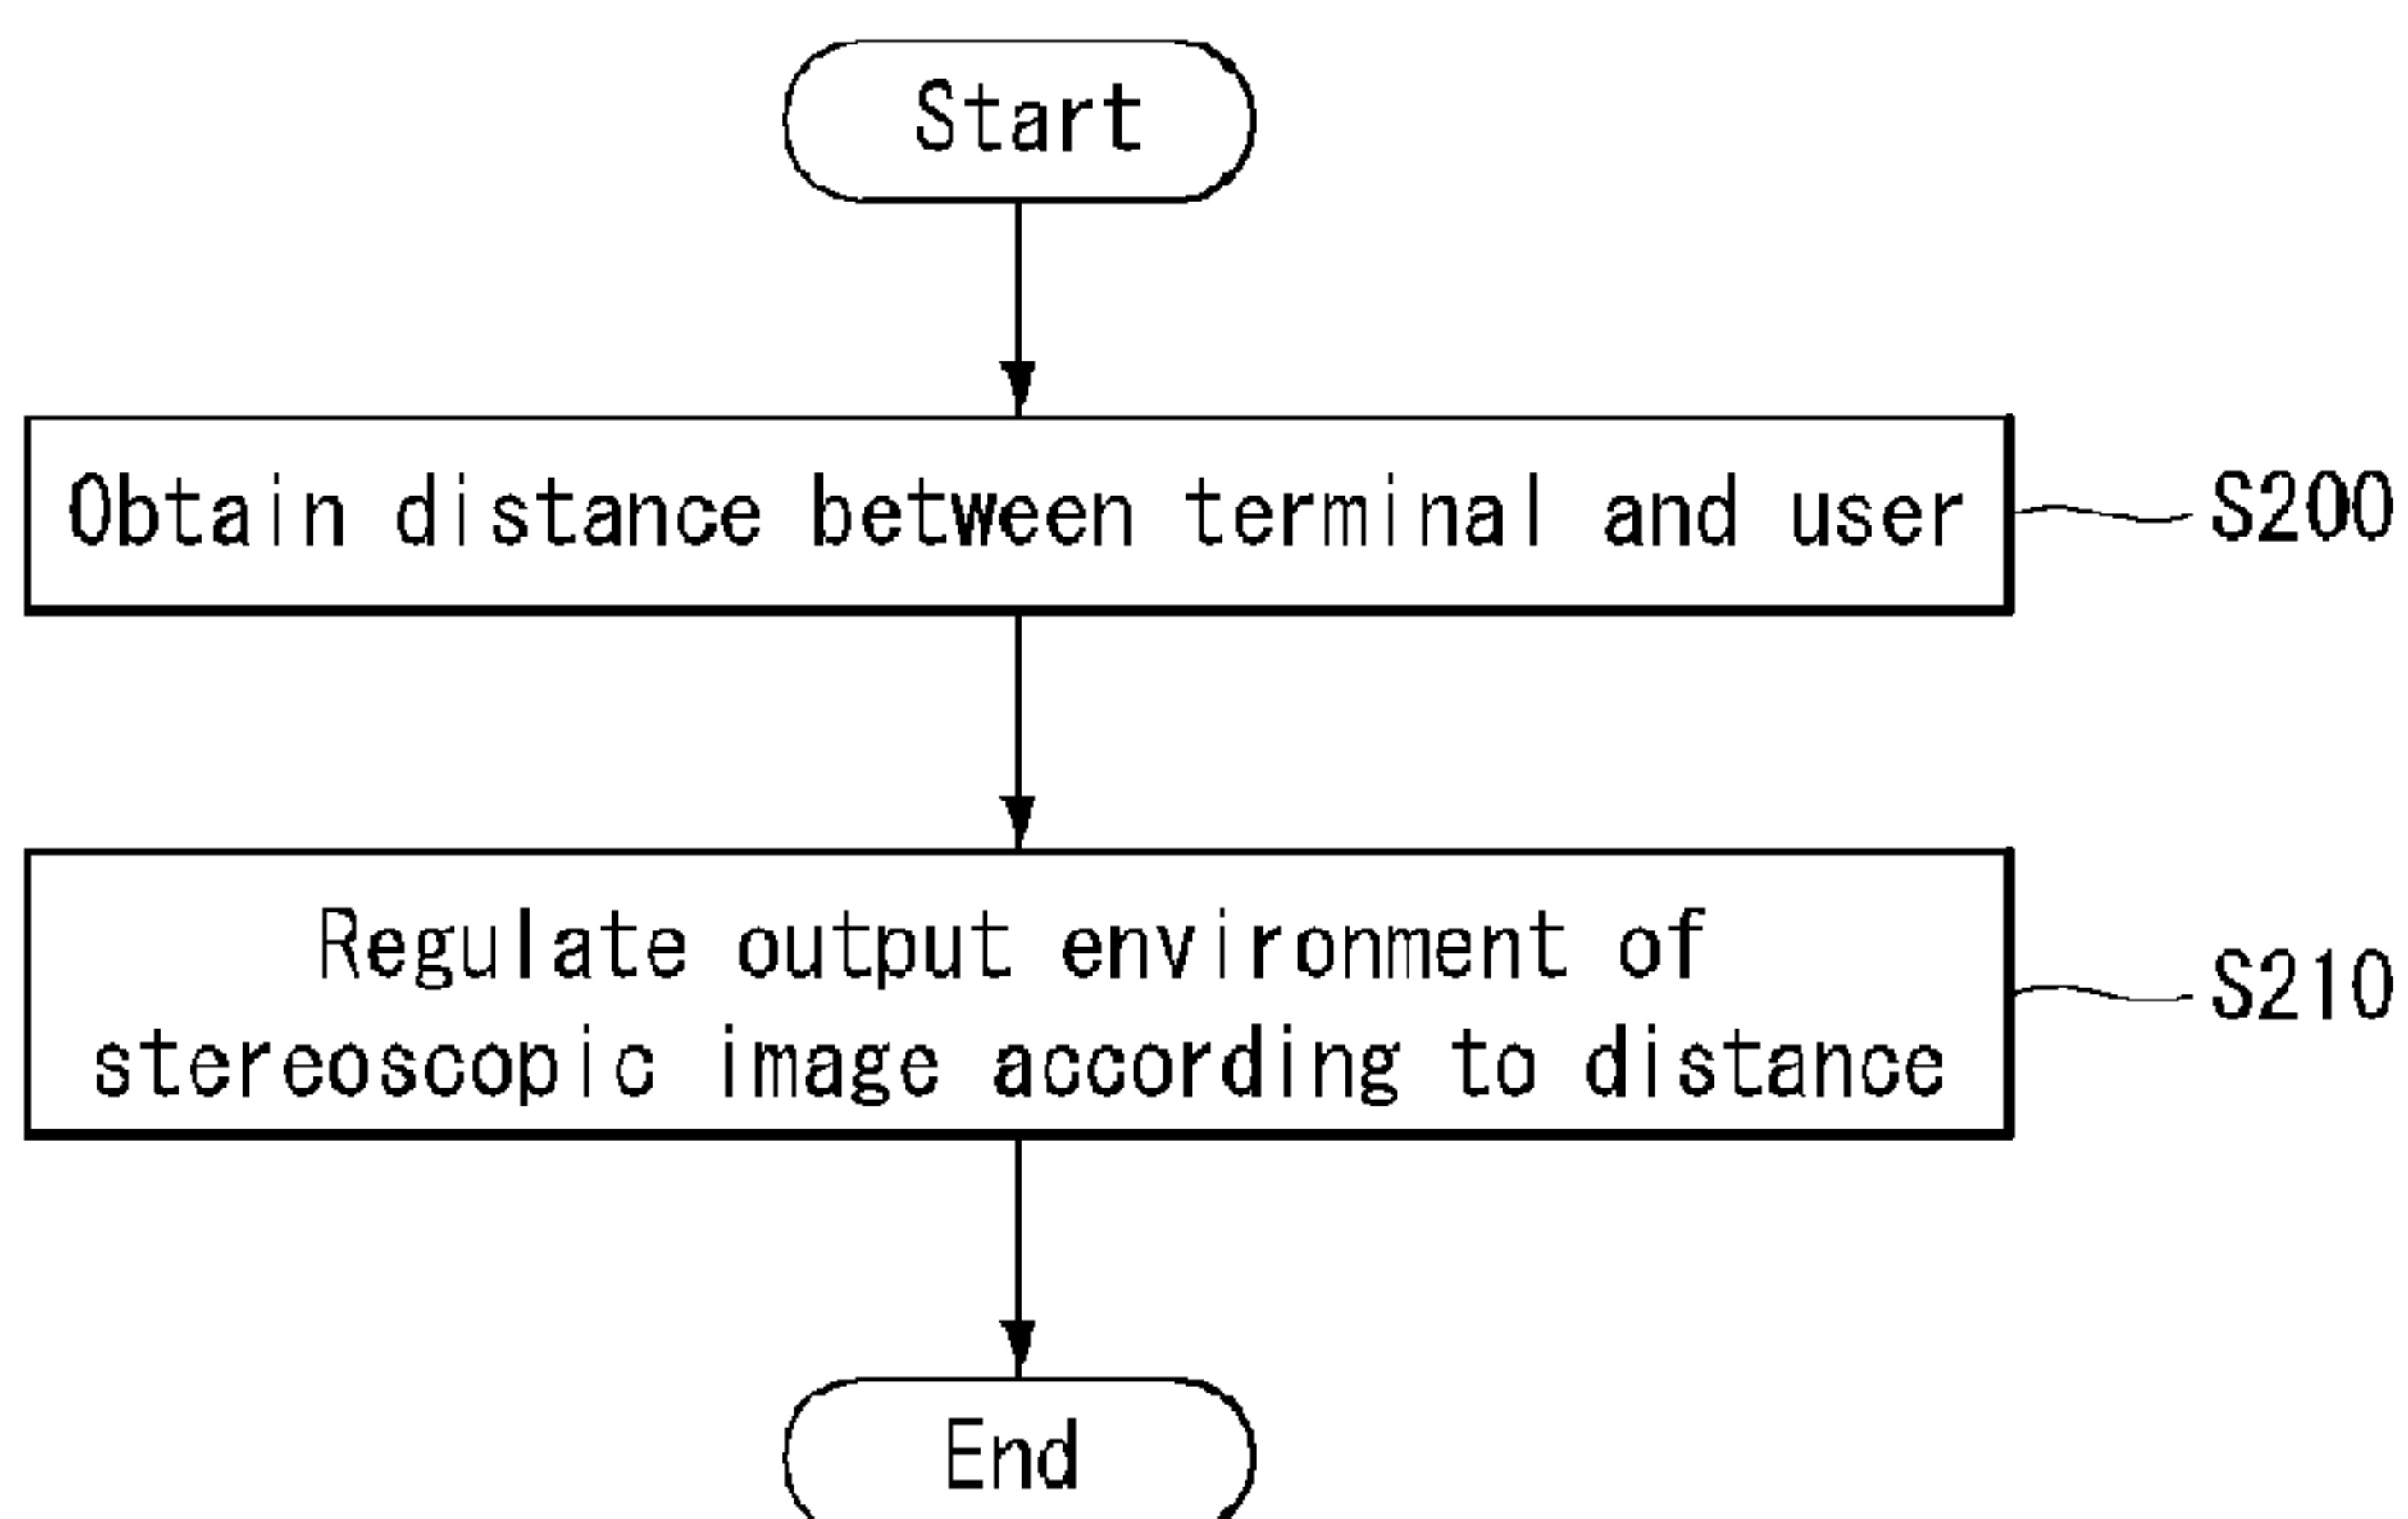 Start
Obtain distance between terminal and user
S200
Regulate output environment of
stereoscopic image according to distance
S210
End